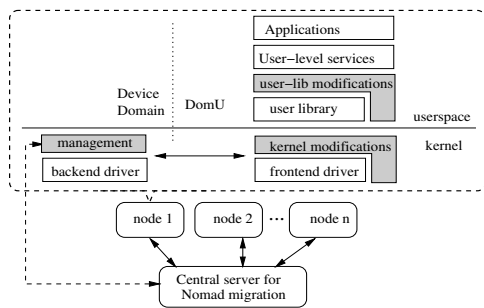 Applications
User-level services
Device
Domain
DomU
user-lib modifications
user library
userspace
kernel
management
kernel modifications
backend driver
frontend driver
node 1
node 2
...
node n
Central server for
Nomad migration